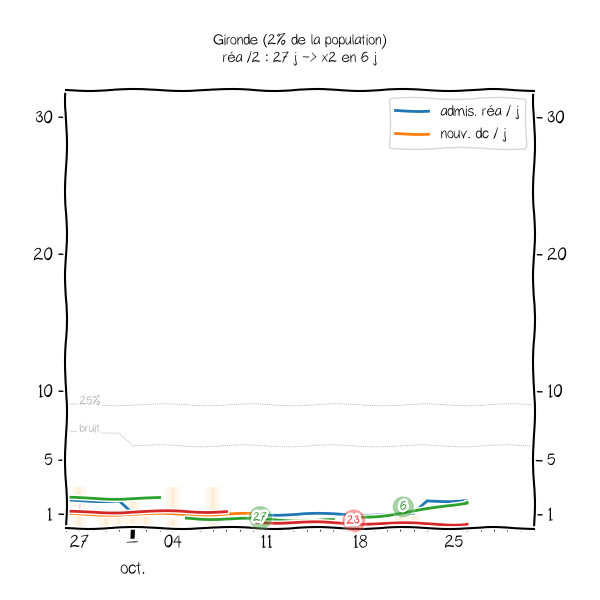 Gironde (2% de la population)
réa /2 : 27 j -> x2 en 6 j
admis. réa / j
nouv. dc / j
30 30
20 20
10 10
25%
bruit
5 5
1 1
27 23 6
27 04 11 18 25
oct.